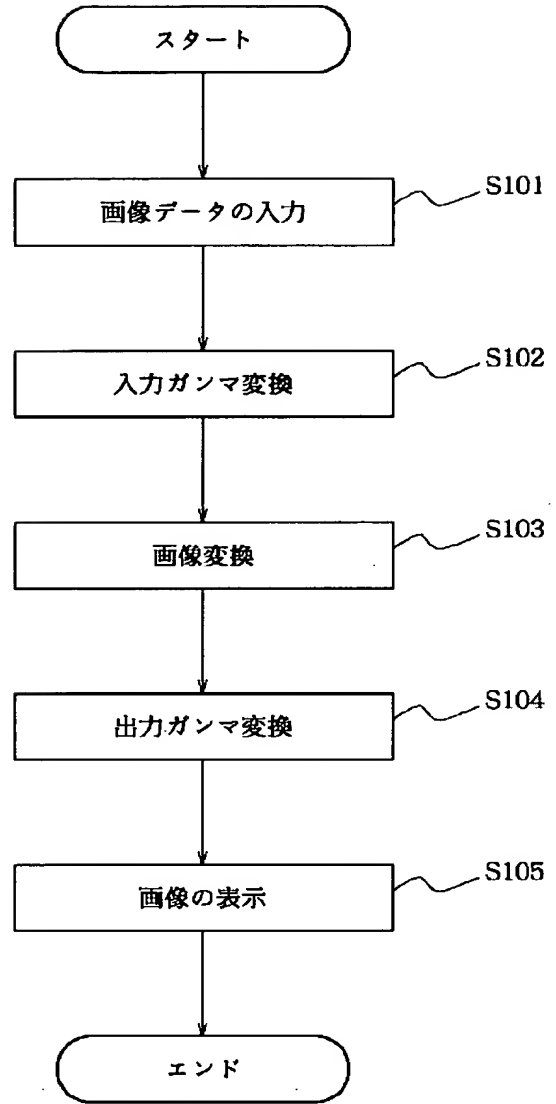 スタート
画像データの入力
S101
入力ガンマ変換
S102
画像変換
S103
出力ガンマ変換
S104
画像の表示
S105
エンド